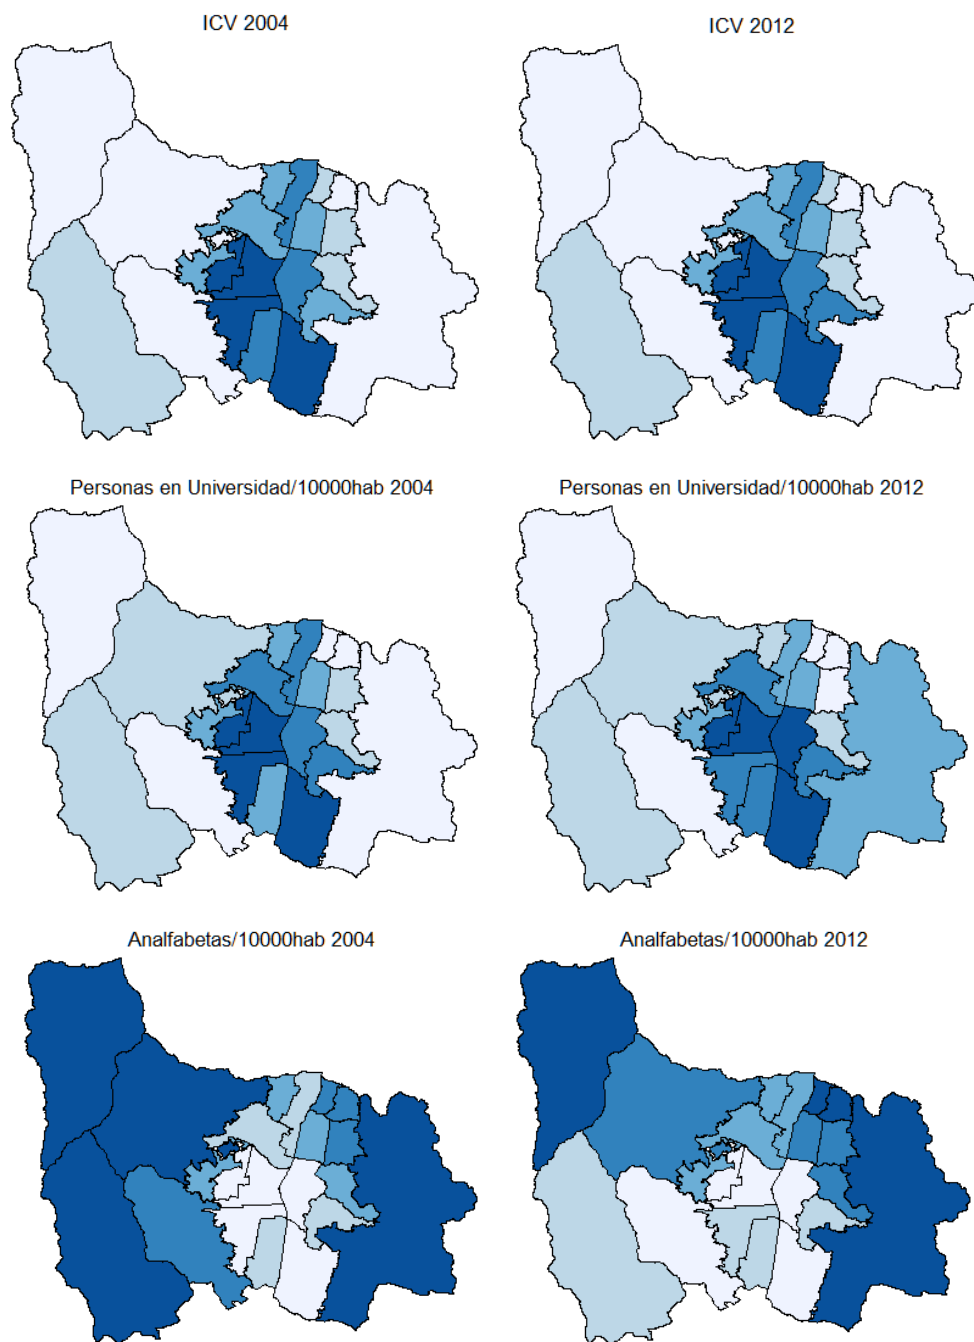 ICV 2004
ICV 2012
Personas en Universidad/10000hab 2004
Personas en Universidad/10000hab 2012
Analfabetas/10000hab 2004
Analfabetas/10000hab 2012